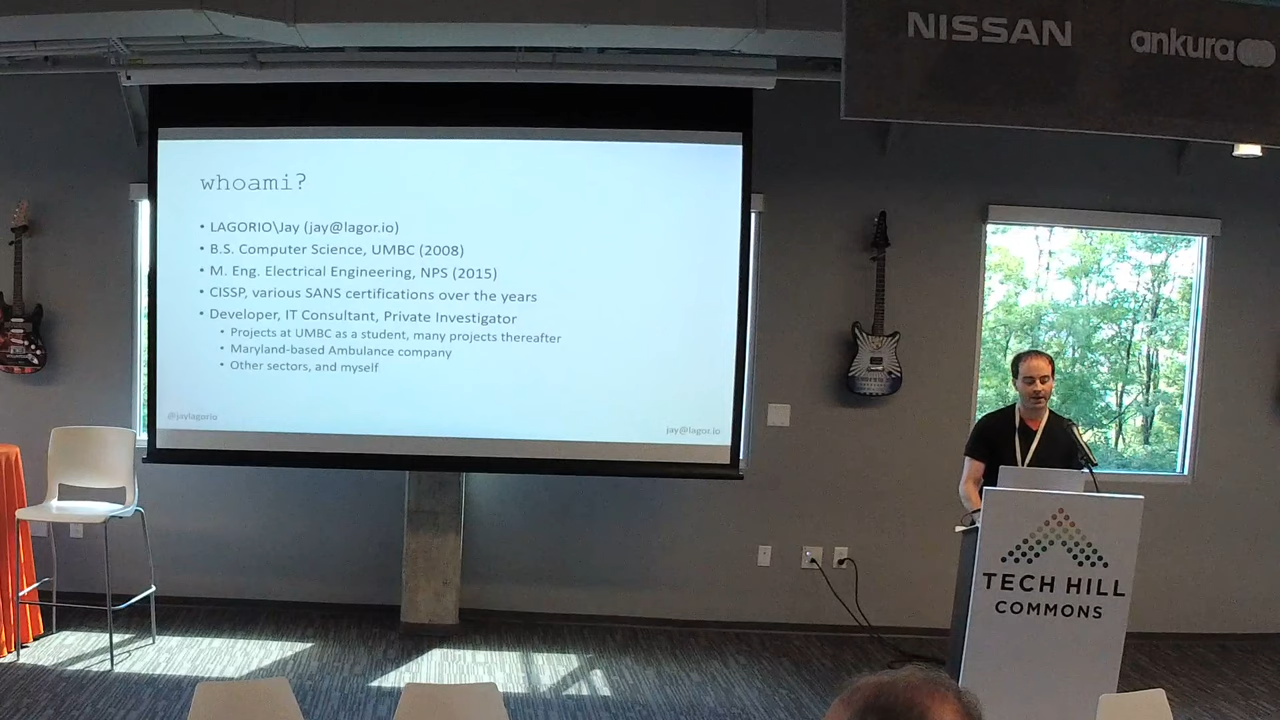 NISSAN
ankura
whoami?
• LAGORIO\Jay (jay@lagor.io)
• B.S. Computer Science, UMBC (2008)
• M. Eng. Electrical Engineering, NPS (2015)
• CISSP, various SANS certifications over the years
• Developer, IT Consultant, Private Investigator
• Projects at UMBC as a student, many projects thereafter
• Maryland-based Ambulance company
• Other sectors, and myself
@jaylagorio
jay@lagor.io
TECH HILL
COMMONS